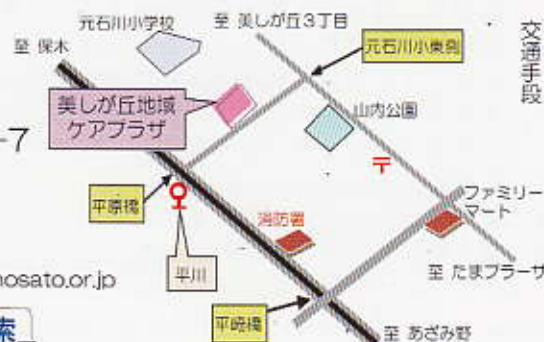 元石川小学校
至 美しが丘3丁目
交通手段
至 保木
元石川小東側
美しが丘地域
ケアプラザ
山内公園
-7
〒
平原橋
ファミリー
マート
消防署
平川
至 たまプラーザ
nosato.or.jp
平崎橋
至 あざみ野
索